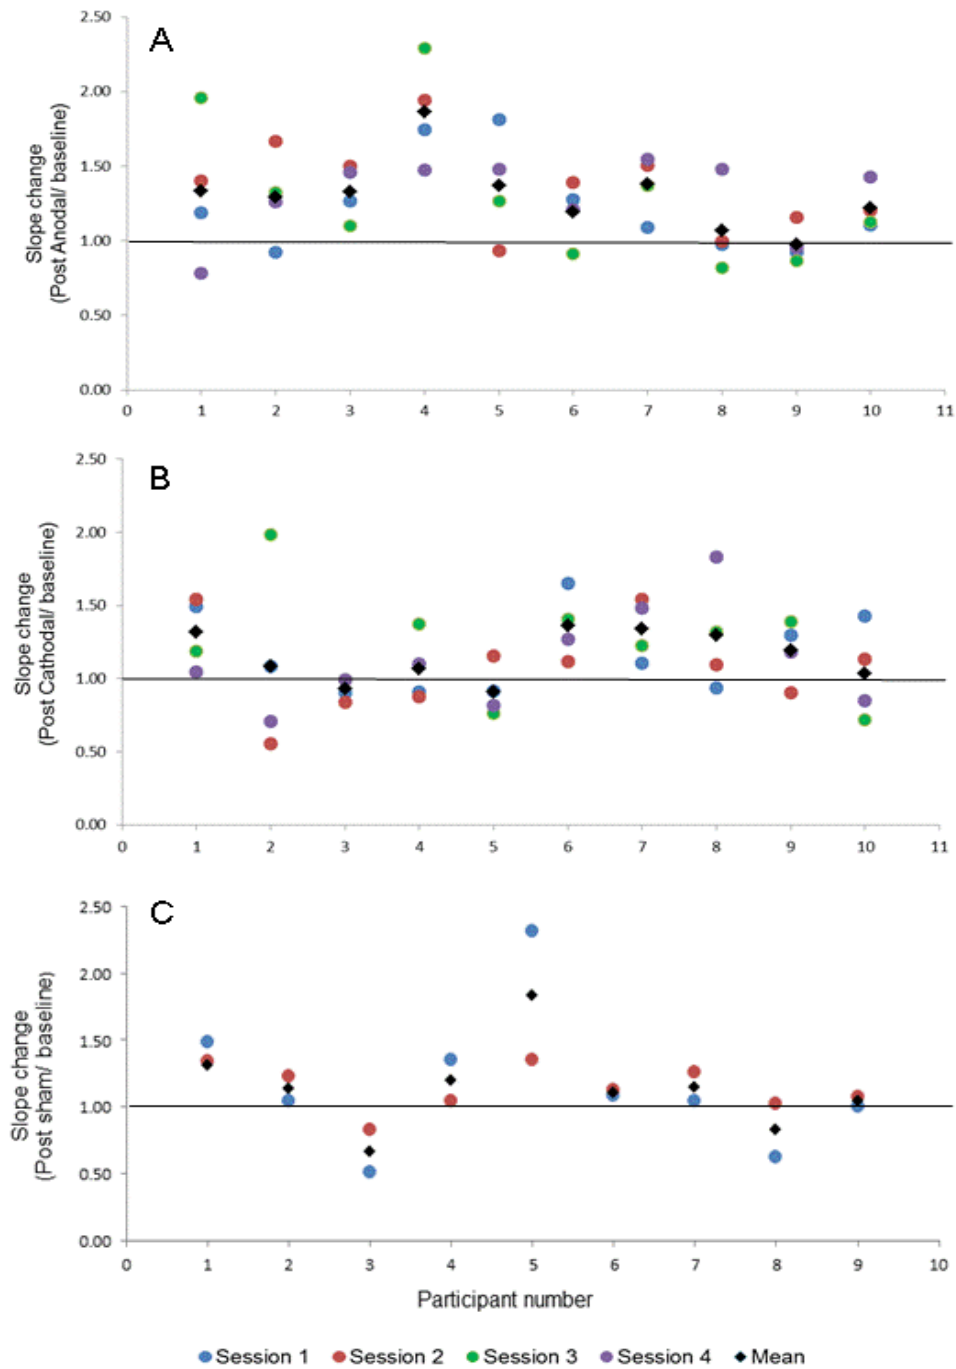 A
2.50
2.00
1.50
1.00
0.50
0.00
Slope change
(Post Anodal/ baseline)
0 1 2 3 4 5 6 7 8 9 10 11
B
2.50
2.00
1.50
1.00
0.50
0.00
Slope change
(Post Cathodal/ baseline)
0 1 2 3 4 5 6 7 8 9 10 11
C
2.50
2.00
1.50
1.00
0.50
0.00
Slope change
(Post sham/ baseline)
0 1 2 3 4 5 6 7 8 9 10
Participant number
Session 1 Session 2 Session 3 Session 4 Mean